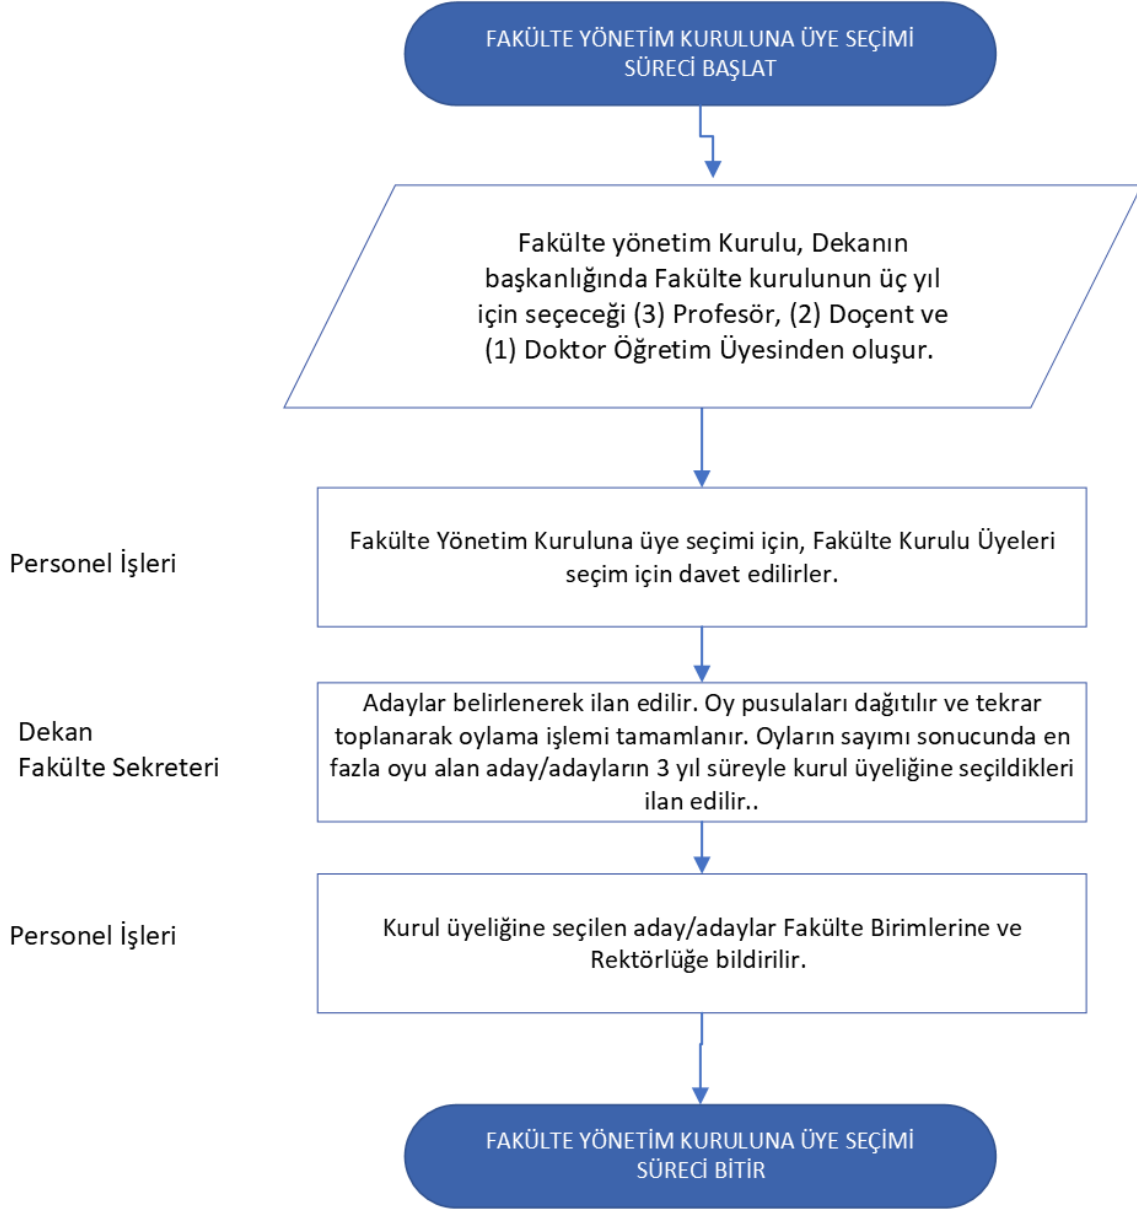 FAKÜLTE YÖNETİM KURULUNA ÜYE SEÇİMİ
SÜRECİ BAŞLAT
Fakülte yönetim Kurulu, Dekanın
başkanlığında Fakülte kurulunun üç yıl
için seçeceği (3) Profesör, (2) Doçent ve
(1) Doktor Öğretim Üyesinden oluşur.
Personel İşleri
Fakülte Yönetim Kuruluna üye seçimi için, Fakülte Kurulu Üyeleri
seçim için davet edilirler.
Dekan
Fakülte Sekreteri
Adaylar belirlenerek ilan edilir. Oy pusulaları dağıtılır ve tekrar
toplanarak oylama işlemi tamamlanır. Oyların sayımı sonucunda en
fazla oyu alan aday/adayların 3 yıl süreyle kurul üyeliğine seçildikleri
ilan edilir..
Personel İşleri
Kurul üyeliğine seçilen aday/adaylar Fakülte Birimlerine ve
Rektörlüğe bildirilir.
FAKÜLTE YÖNETİM KURULUNA ÜYE SEÇİMİ
SÜRECİ BİTİR